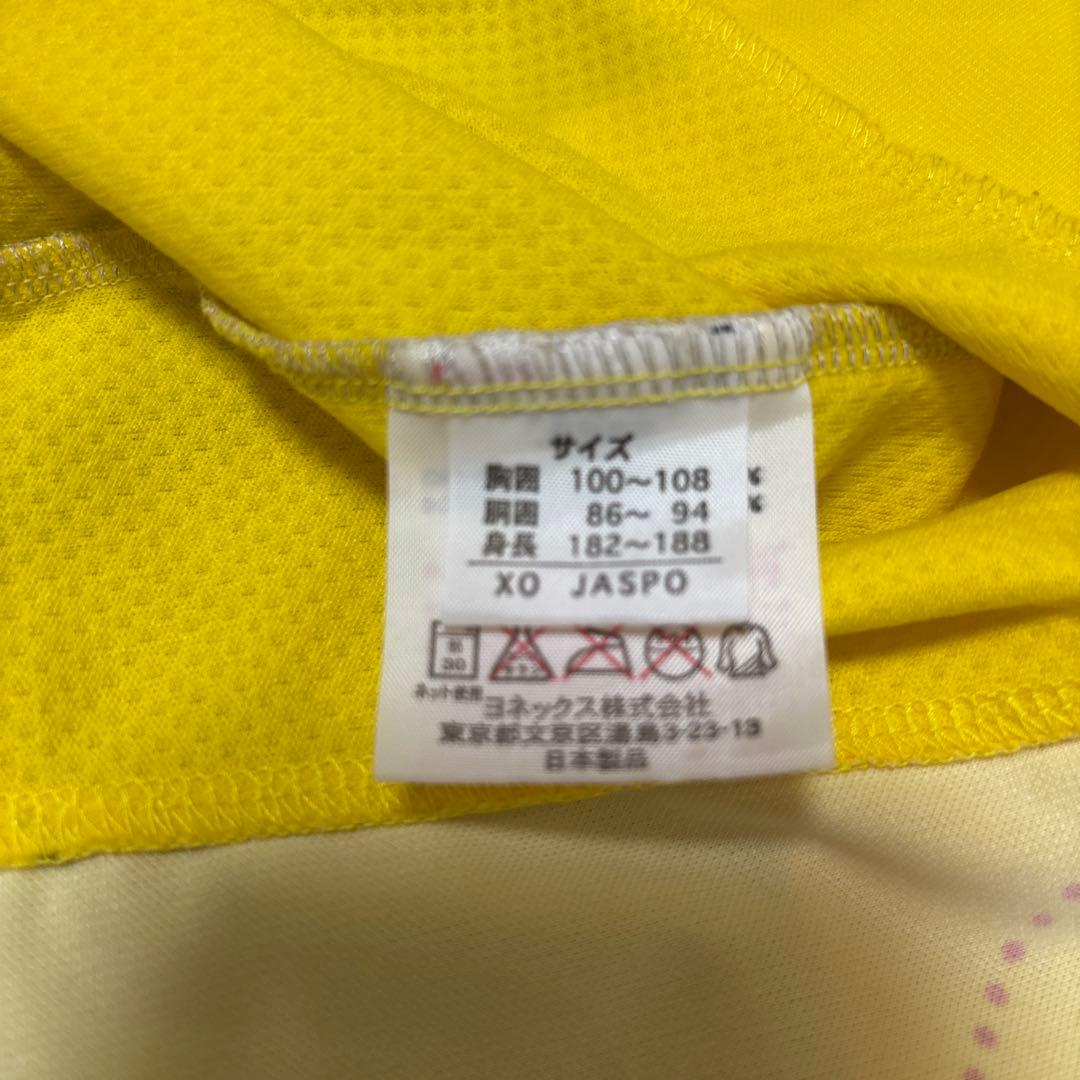 サイズ
胸囲 100～108
胴囲 86～ 94
身長 182～188
XO JASPO
30
ネット使用
ヨネックス株式会社
東京都文京区湯島3-23-13
日本製品